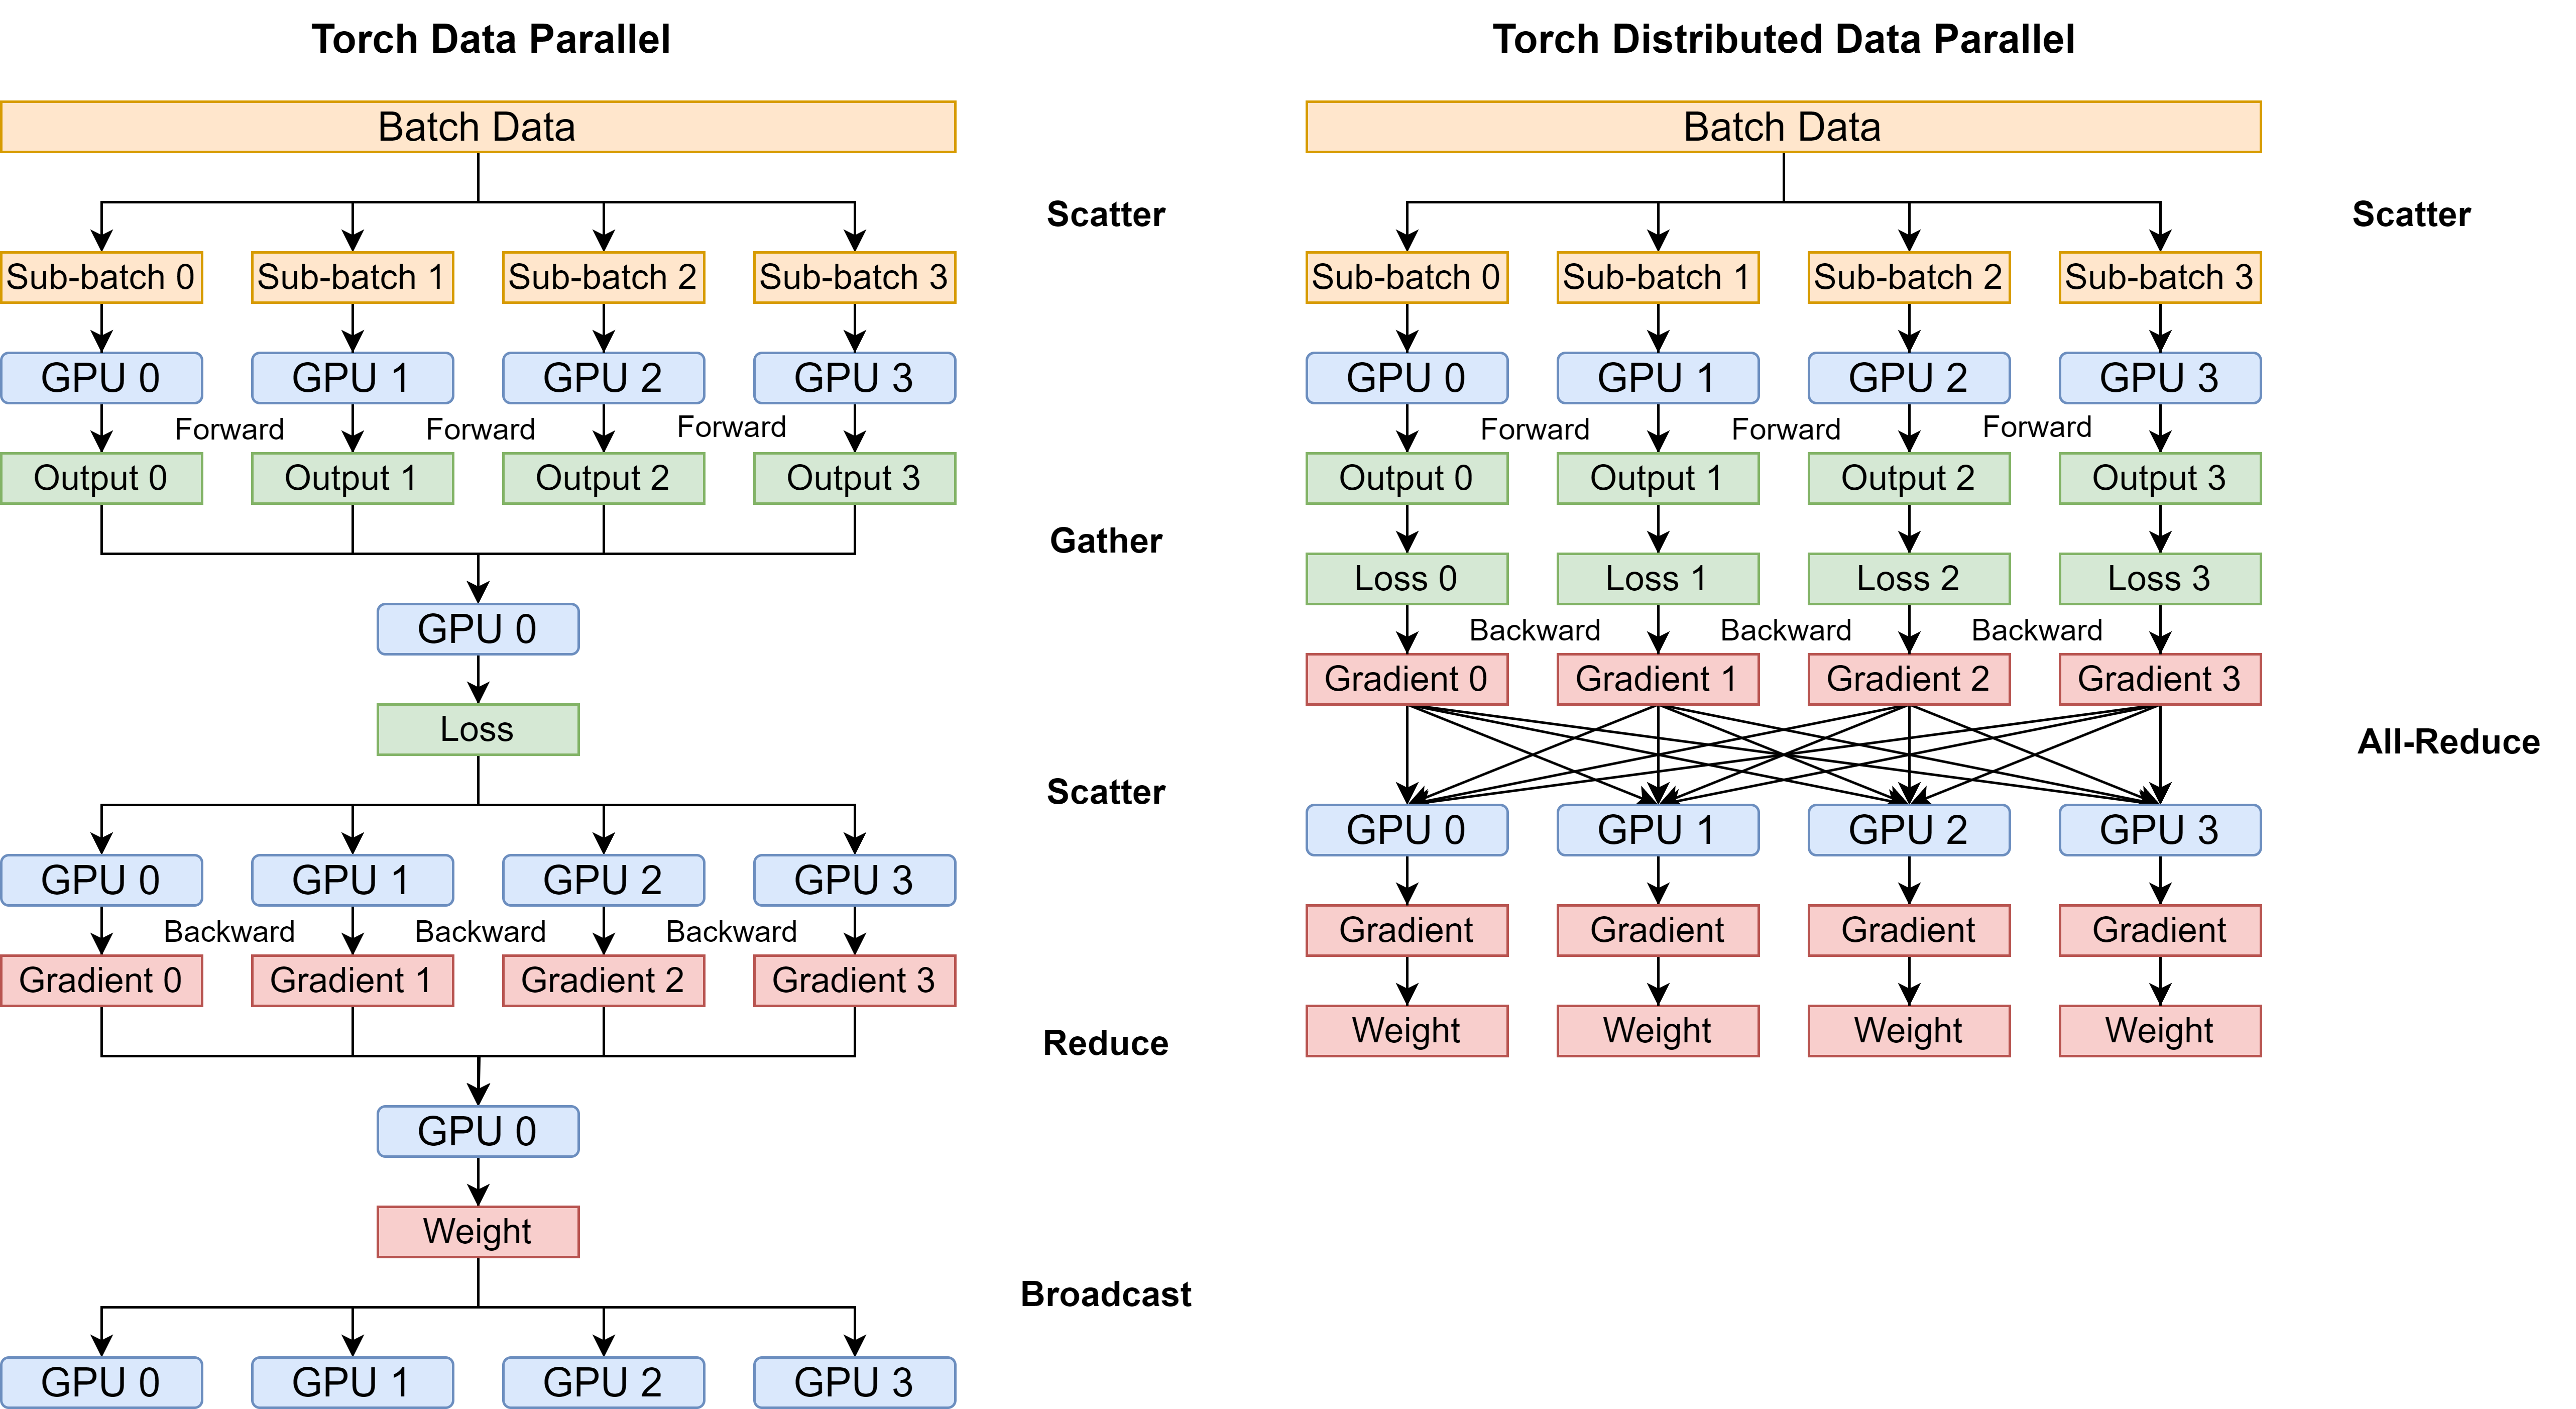 Torch Data Parallel
Batch Data
Scatter
Sub-batch 0
Sub-batch 1
Sub-batch 2
Sub-batch 3
GPU 0
GPU 1
GPU 2
GPU 3
Forward
Forward
Forward
Output 0
Output 1
Output 2
Output 3
Gather
GPU 0
Loss
Scatter
GPU 0
GPU 1
GPU 2
GPU 3
Backward
Backward
Backward
Gradient 0
Gradient 1
Gradient 2
Gradient 3
Reduce
GPU 0
Weight
Broadcast
GPU 0
GPU 1
GPU 2
GPU 3
Torch Distributed Data Parallel
Batch Data
Scatter
Sub-batch 0
Sub-batch 1
Sub-batch 2
Sub-batch 3
GPU 0
GPU 1
GPU 2
GPU 3
Forward
Forward
Forward
Output 0
Output 1
Output 2
Output 3
Loss 0
Loss 1
Loss 2
Loss 3
Backward
Backward
Backward
Gradient 0
Gradient 1
Gradient 2
Gradient 3
All-Reduce
GPU 0
GPU 1
GPU 2
GPU 3
Gradient
Gradient
Gradient
Gradient
Weight
Weight
Weight
Weight